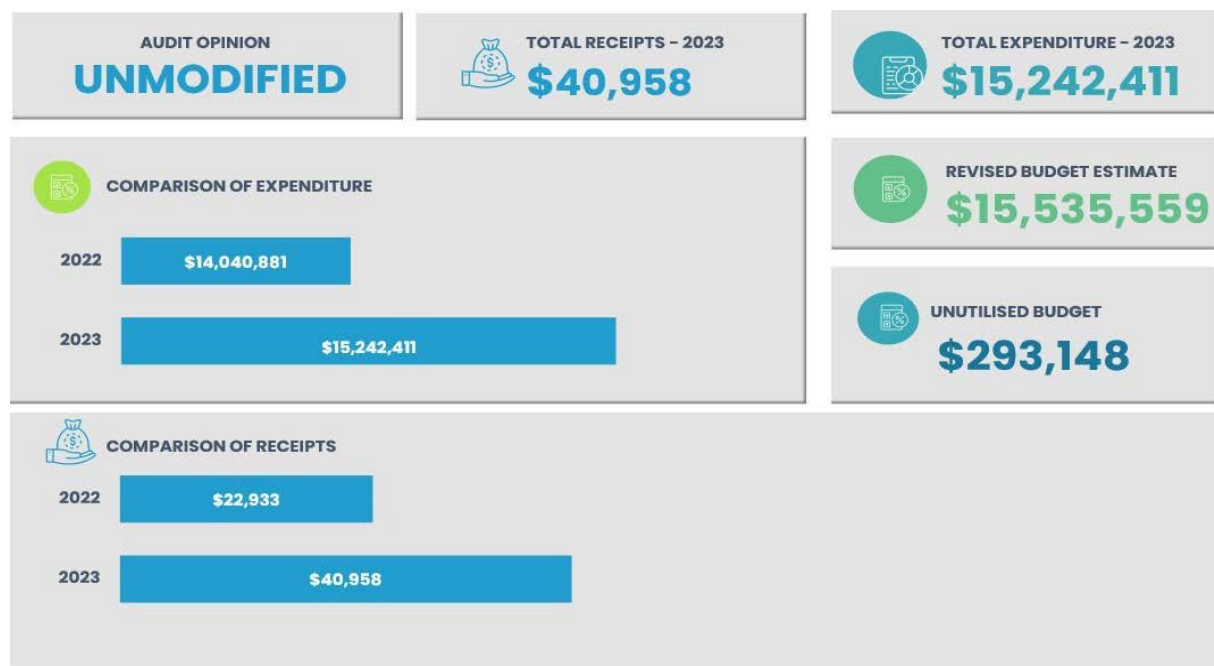 AUDIT OPINION
UNMODIFIED
TOTAL RECEIPTS - 2023
$40,958
TOTAL EXPENDITURE - 2023
$15,242,411
COMPARISON OF EXPENDITURE
2022
$14,040,881
2023
$15,242,411
REVISED BUDGET ESTIMATE
$15,535,559
UNUTILISED BUDGET
$293,148
COMPARISON OF RECEIPTS
2022
$22,933
2023
$40,958